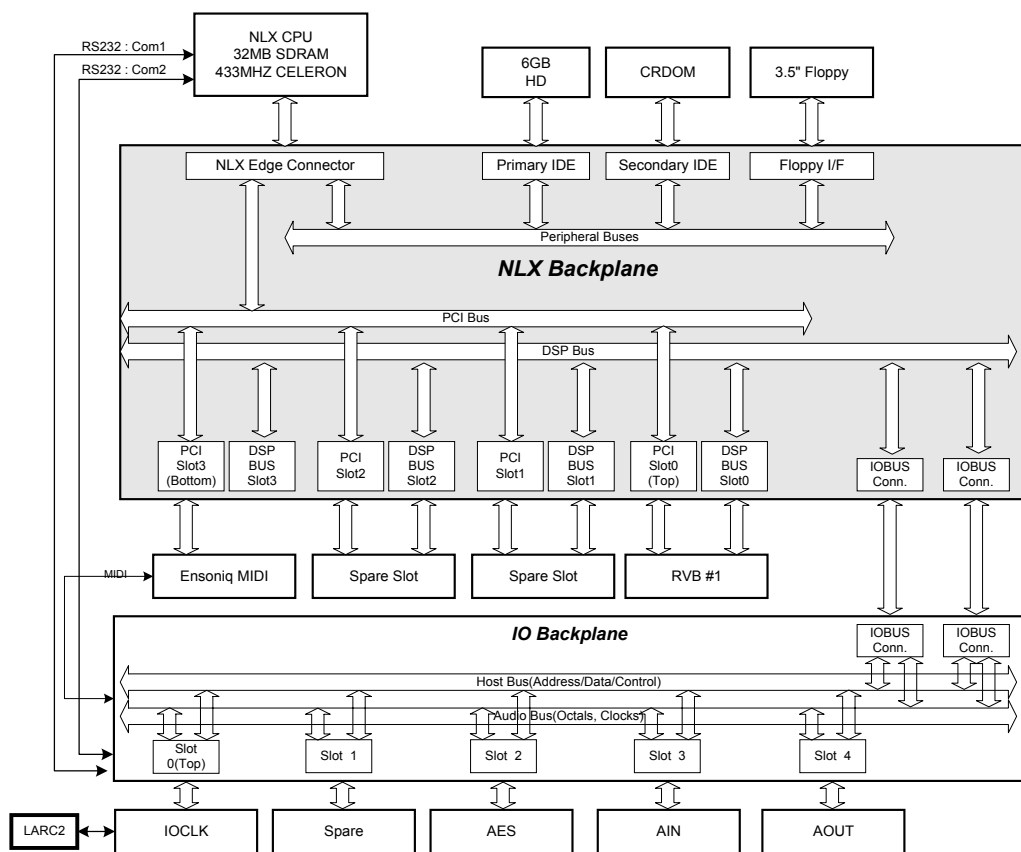 RS232 : Com1
RS232 : Com2
NLX CPU
32MB SDRAM
433MHZ CELERON
6GB
HD
CRDOM
3.5" Floppy
NLX Edge Connector
Primary IDE
Secondary IDE
Floppy I/F
Peripheral Buses
NLX Backplane
PCI Bus
DSP Bus
PCI
Slot3
(Bottom)
DSP
BUS
Slot3
PCI
Slot2
DSP
BUS
Slot2
PCI
Slot1
DSP
BUS
Slot1
PCI
Slot0
(Top)
DSP
BUS
Slot0
IOBUS
Conn.
IOBUS
Conn.
MIDI
Ensoniq MIDI
Spare Slot
Spare Slot
RVB #1
IO Backplane
IOBUS
Conn.
IOBUS
Conn.
Host Bus(Address/Data/Control)
Audio Bus(Octals, Clocks)
Slot
0(Top)
Slot 1
Slot 2
Slot 3
Slot 4
LARC2
IOCLK
Spare
AES
AIN
AOUT